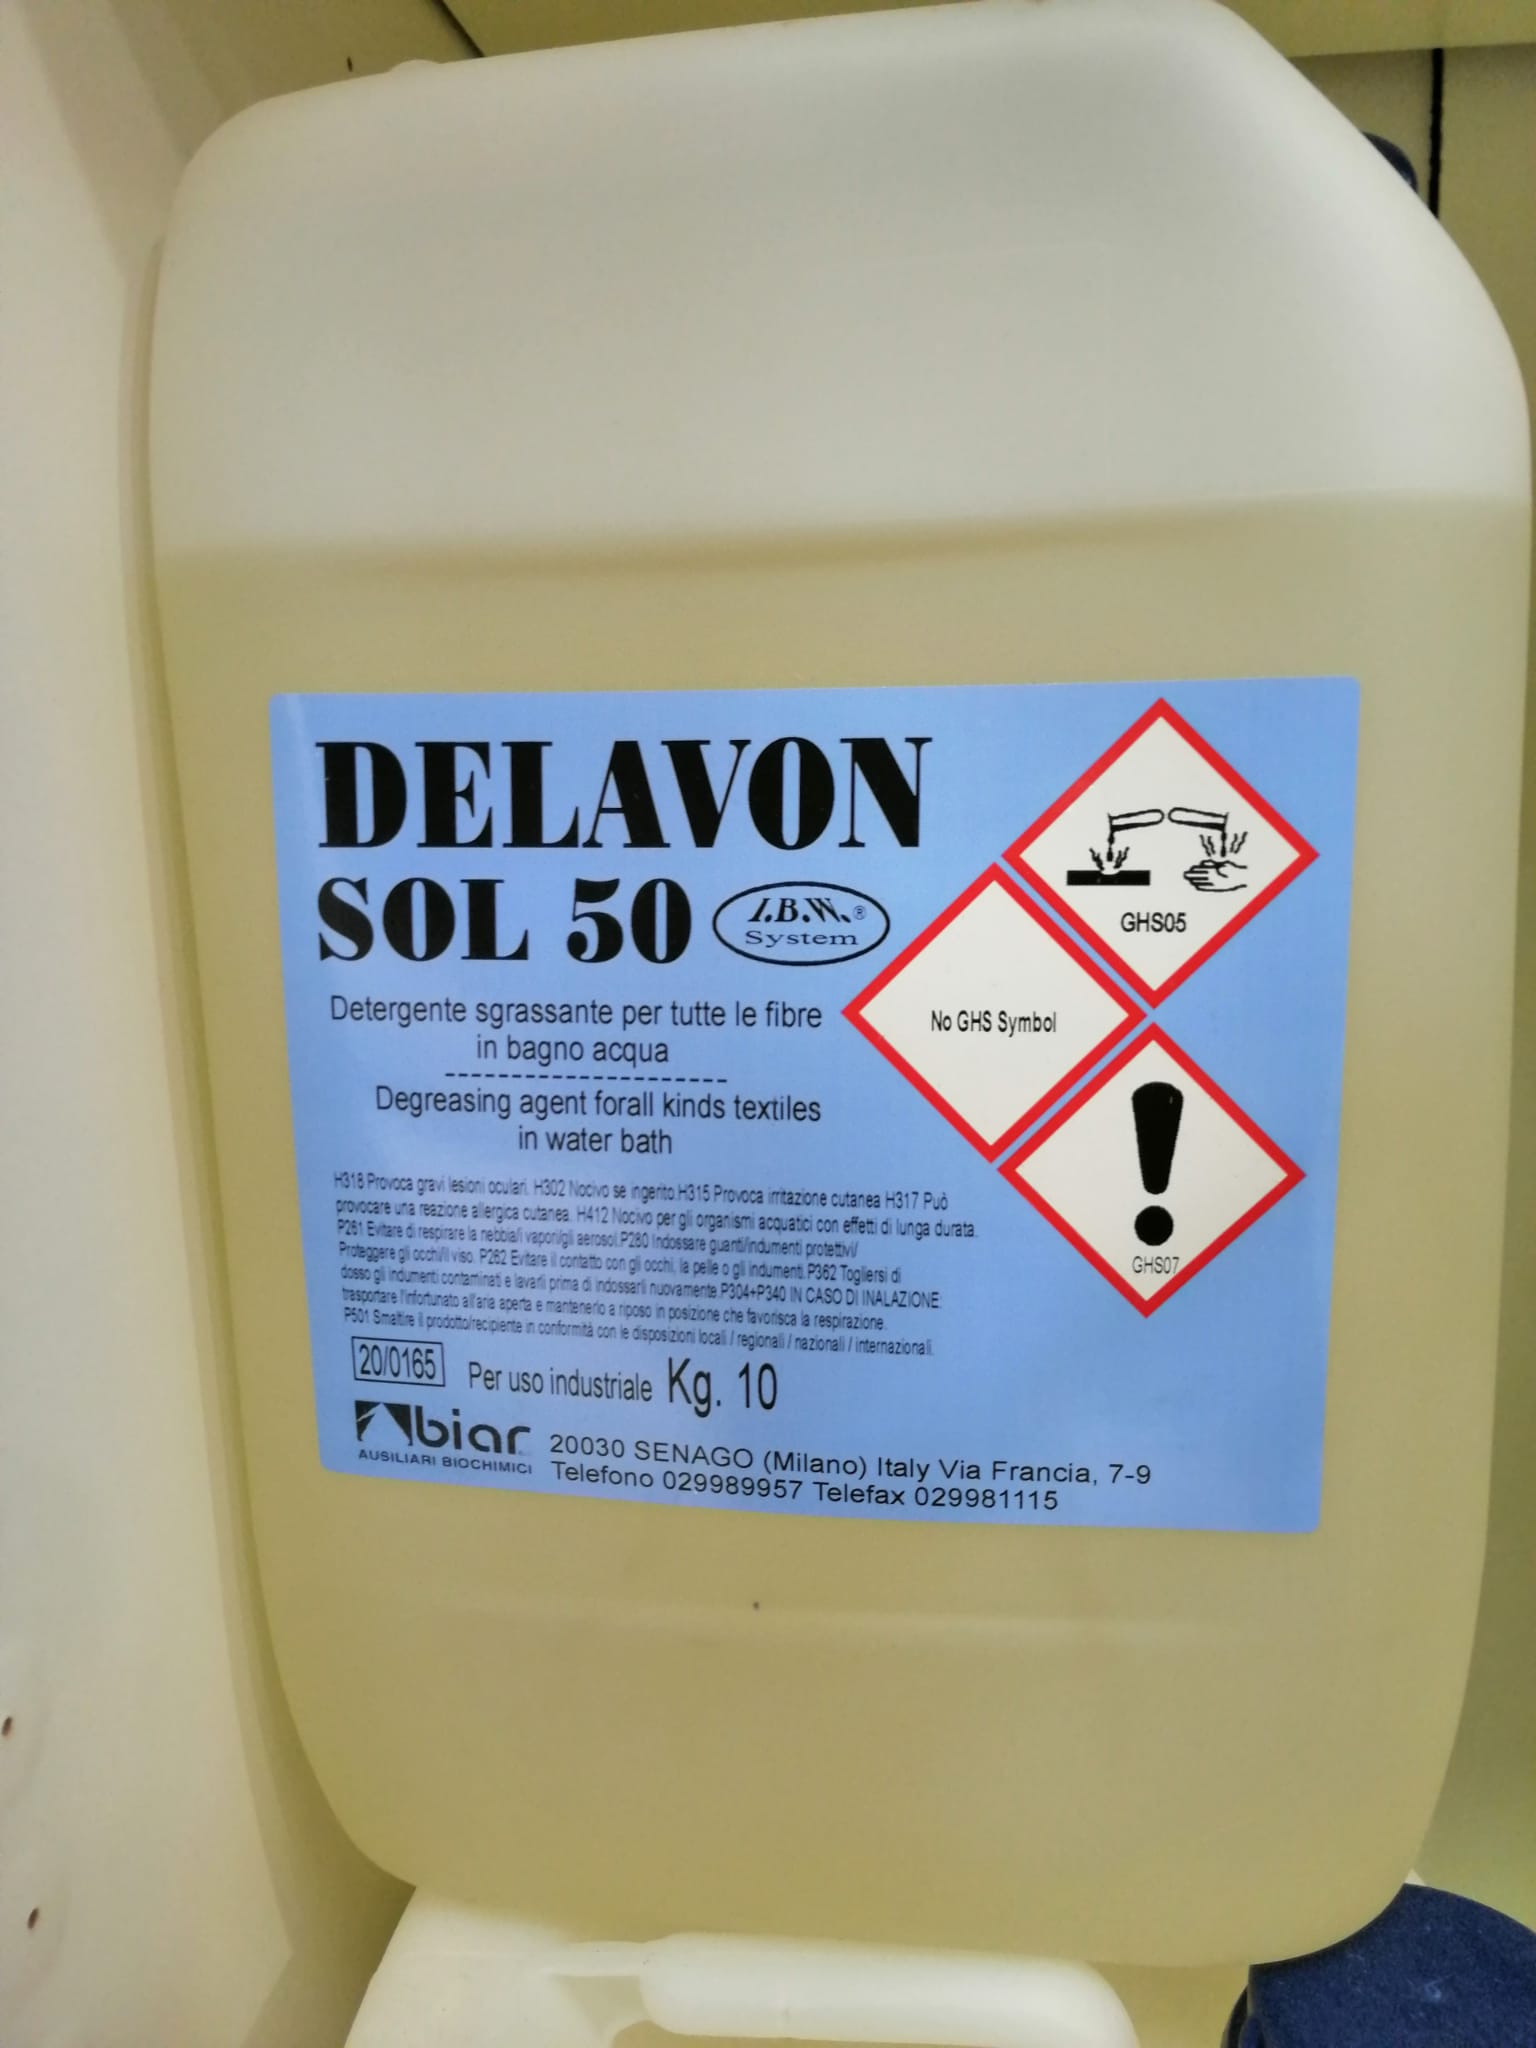 DELAVON
SOL 50
I.B.W.®
System
Detergente sgrassante per tutte le fibre
in bagno acqua
---------------------
Degreasing agent forall kinds textiles
in water bath
GHS05
No GHS Symbol
GHS07
H318 Provoca gravi lesioni oculari. H302 Nocivo se ingerito.H315 Provoca irritazione cutanea H317 Può
provocare una reazione allergica cutanea. H412 Nocivo per gli organismi acquatici con effetti di lunga durata.
P261 Evitare di respirare la nebbia/i vapori/gli aerosol.P280 Indossare guanti/indumenti protettivi/
Proteggere gli occhi/il viso. P262 Evitare il contatto con gli occhi, la pelle o gli indumenti.P362 Togliersi di
dosso gli indumenti contaminati e lavarli prima di indossarli nuovamente.P304+P340 IN CASO DI INALAZIONE:
trasportare l'infortunato all'aria aperta e mantenerlo a riposo in posizione che favorisca la respirazione.
P501 Smaltire il prodotto/recipiente in conformità con le disposizioni locali / regionali / nazionali / internazionali.
20/0165 Per uso industriale Kg. 10
biar
AUSILIARI BIOCHIMICI
20030 SENAGO (Milano) Italy Via Francia, 7-9
Telefono 029989957 Telefax 029981115